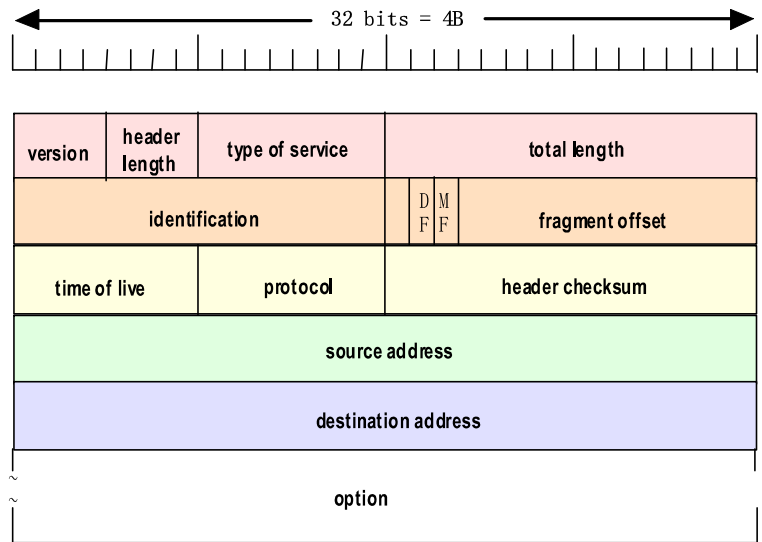 32 bits = 4B
version
header
length
type of service
total length
identification
D
F
M
F
fragment offset
time of live
protocol
header checksum
source address
destination address
~
~
option